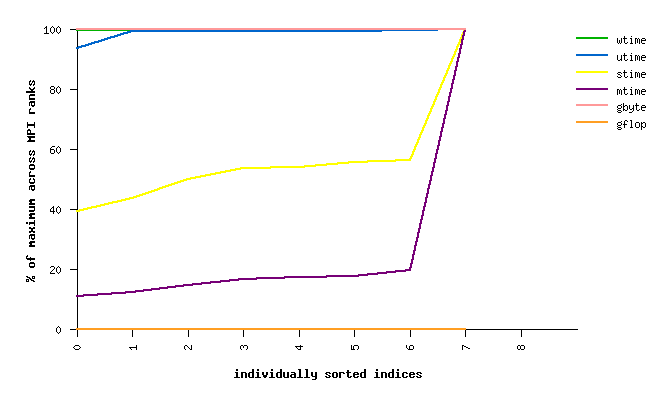 100
80
60
40
20
0
% of maximum across MPI ranks
0 1 2 3 4 5 6 7 8
individually sorted indices
wtime
utime
stime
mtime
gbyte
gflop